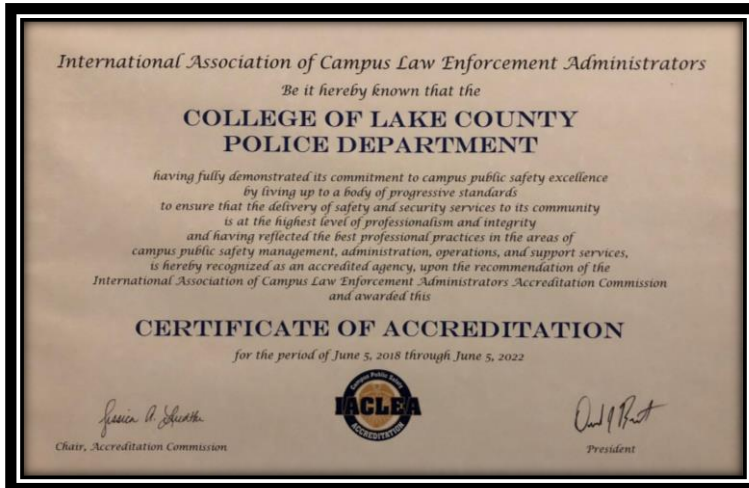 International Association of Campus Law Enforcement Administrators
Be it hereby known that the
COLLEGE OF LAKE COUNTY
POLICE DEPARTMENT
having fully demonstrated its commitment to campus public safety excellence
by living up to a body of progressive standards
to ensure that the delivery of safety and security services to its community
is at the highest level of professionalism and integrity
and having reflected the best professional practices in the areas of
campus public safety management, administration, operations, and support services,
is hereby recognized as an accredited agency, upon the recommendation of the
International Association of Campus Law Enforcement Administrators Accreditation Commission
and awarded this
CERTIFICATE OF ACCREDITATION
for the period of June 5, 2018 through June 5, 2022
Campus Public Safety
IACLEA
ACCREDITATION
Jessica A.
Chair, Accreditation Commission
President